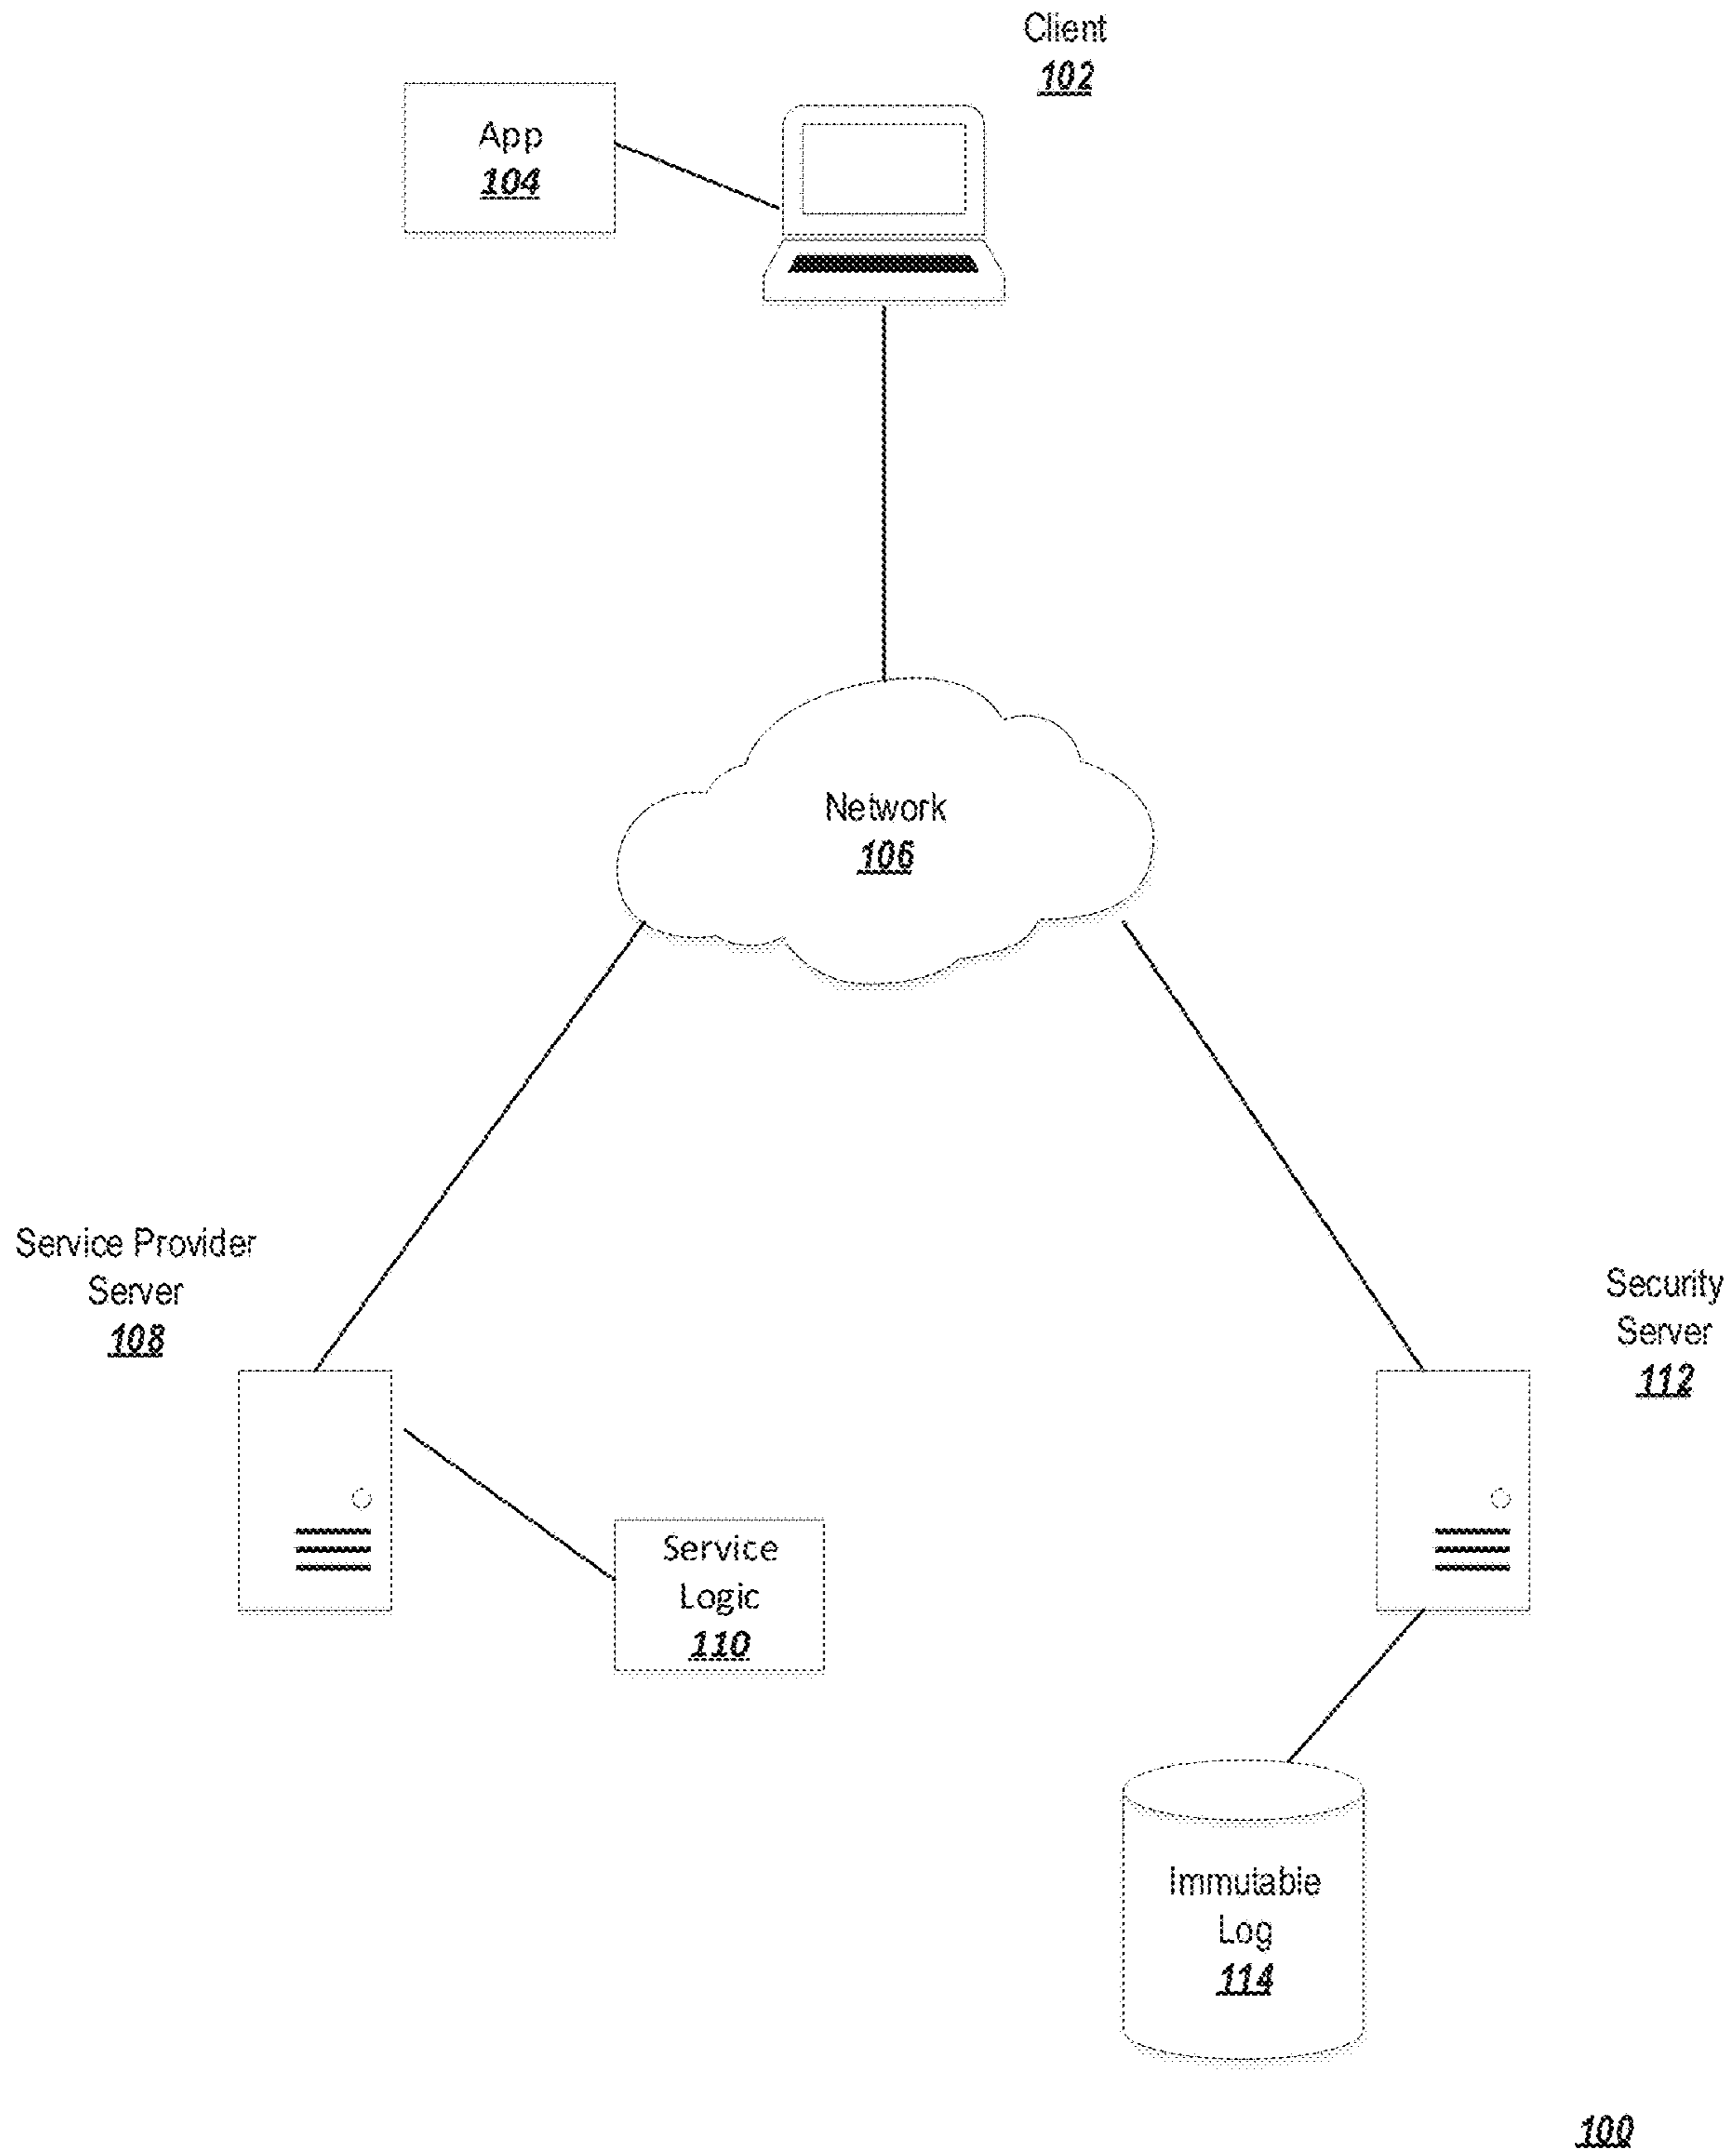 Client
102
App
104
Network
106
Service Provider
Server
108
Security
Server
112
Service
Logic
110
Immutable
Log
114
100